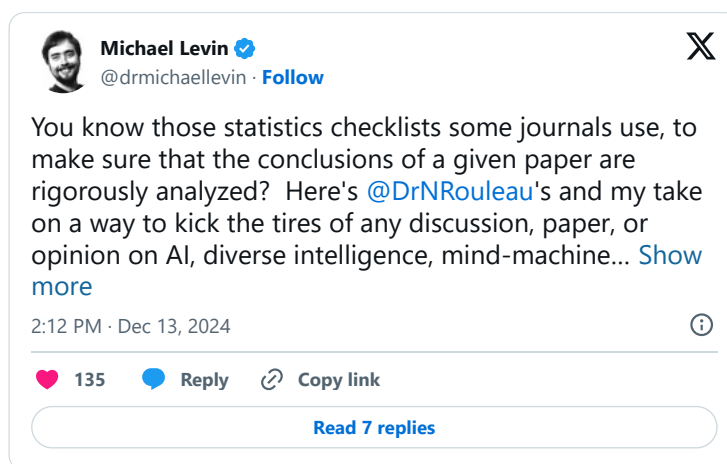 Michael Levin
@drmichaellevin · Follow
You know those statistics checklists some journals use, to
make sure that the conclusions of a given paper are
rigorously analyzed?  Here's @DrNRouleau's and my take
on a way to kick the tires of any discussion, paper, or
opinion on AI, diverse intelligence, mind-machine... Show
more
2:12 PM · Dec 13, 2024
135 Reply Copy link
Read 7 replies